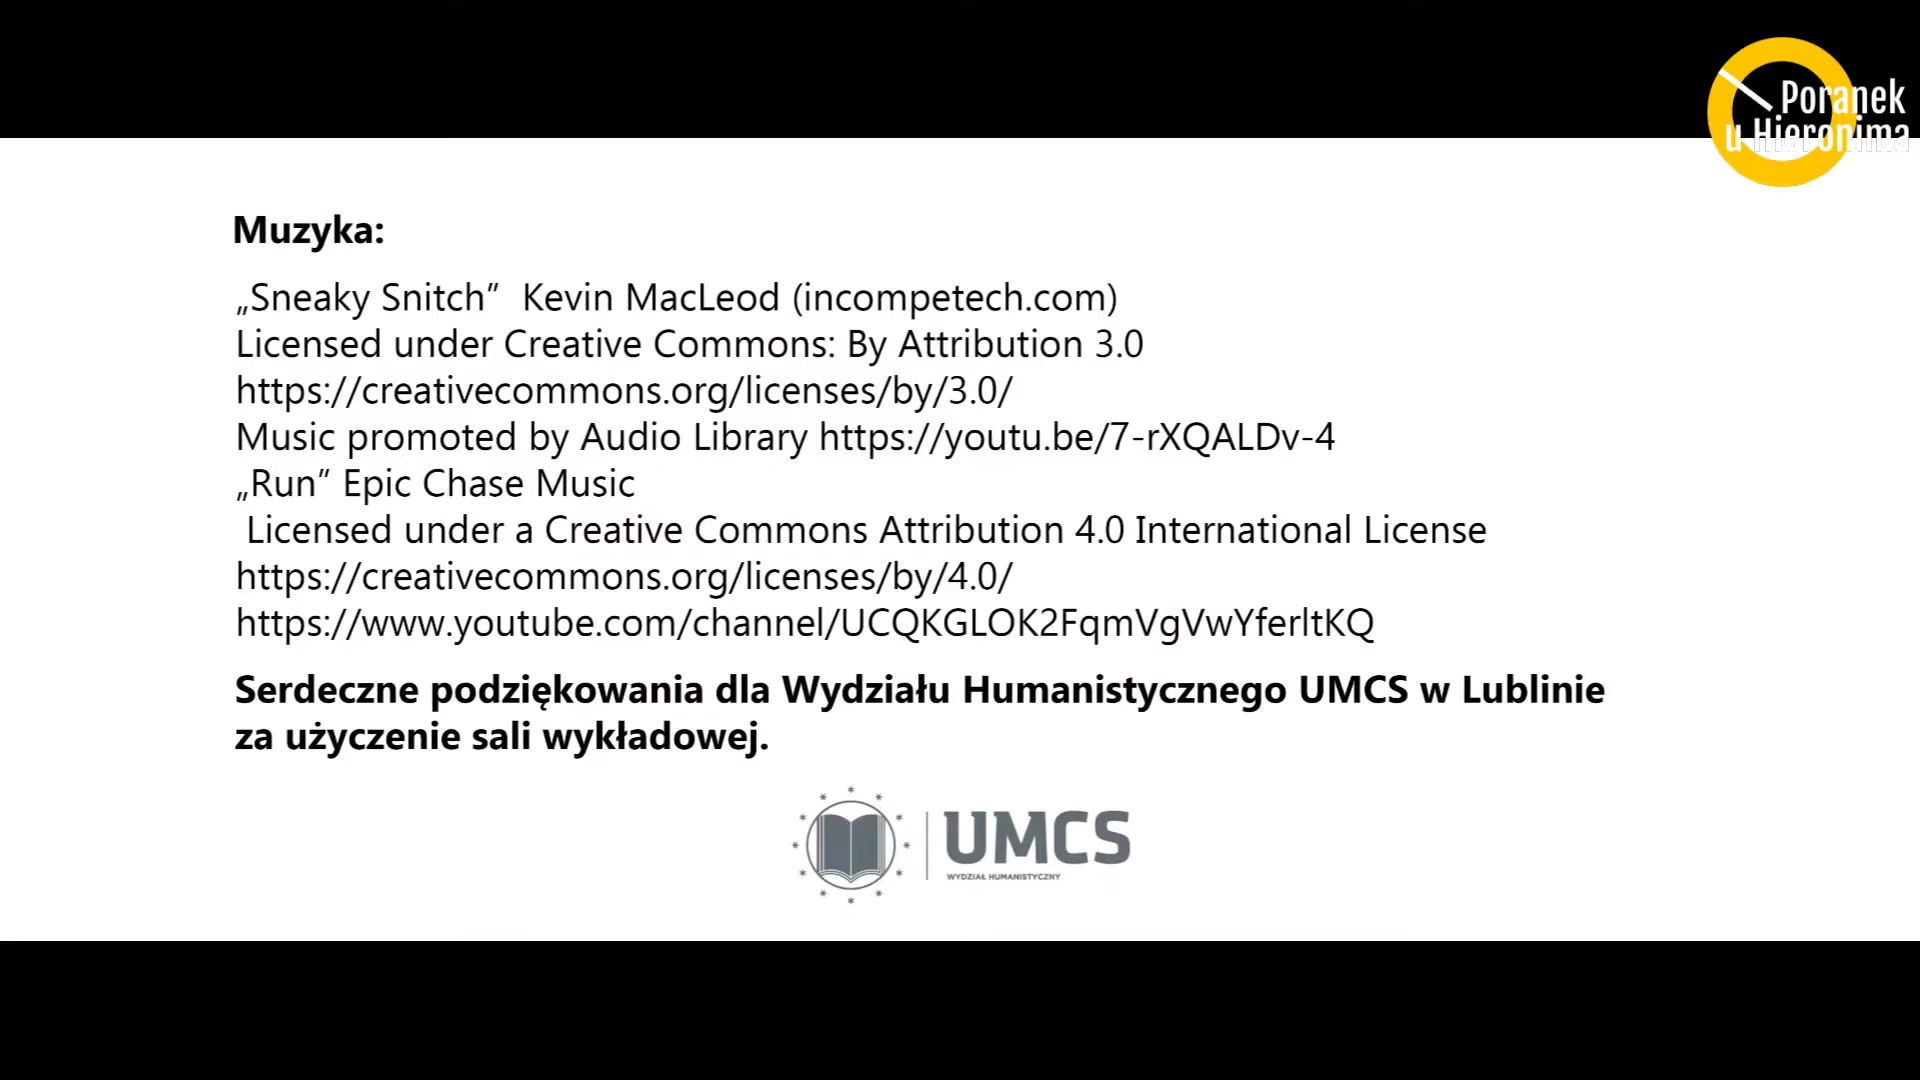 Poranek
u Hieronima
Muzyka:
„Sneaky Snitch” Kevin MacLeod (incompetech.com)
Licensed under Creative Commons: By Attribution 3.0
https://creativecommons.org/licenses/by/3.0/
Music promoted by Audio Library https://youtu.be/7-rXQALDv-4
„Run” Epic Chase Music
Licensed under a Creative Commons Attribution 4.0 International License
https://creativecommons.org/licenses/by/4.0/
https://www.youtube.com/channel/UCQKGLOK2FqmVgVwYferltKQ
Serdeczne podziękowania dla Wydziału Humanistycznego UMCS w Lublinie
za użyczenie sali wykładowej.
UMCS
WYDZIAŁ HUMANISTYCZNY